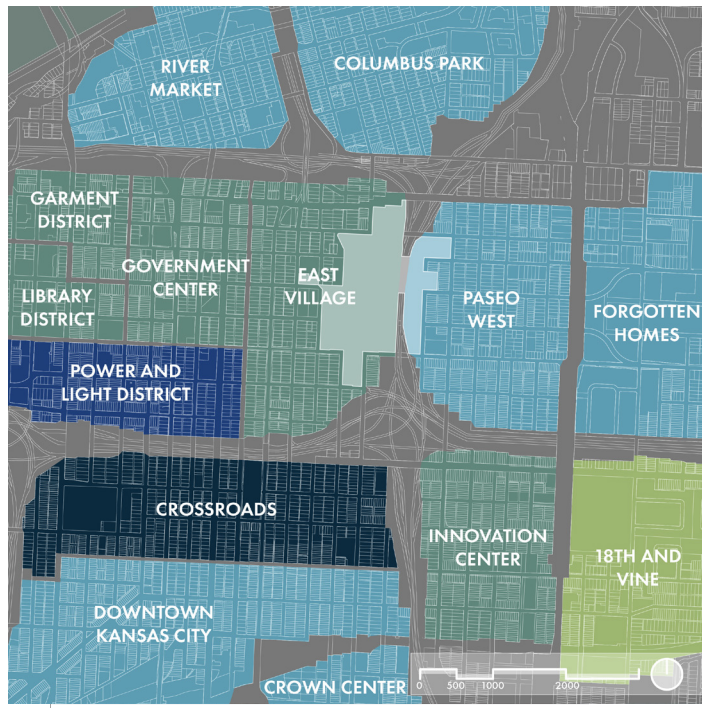 RIVER
MARKET
COLUMBUS PARK
GARMENT
DISTRICT
GOVERNMENT
CENTER
EAST
VILLAGE
LIBRARY
DISTRICT
PASEO
WEST
FORGOTTEN
HOMES
POWER AND
LIGHT DISTRICT
CROSSROADS
INNOVATION
CENTER
18TH AND
VINE
DOWNTOWN
KANSAS CITY
CROWN CENTER
0 500 1000 2000